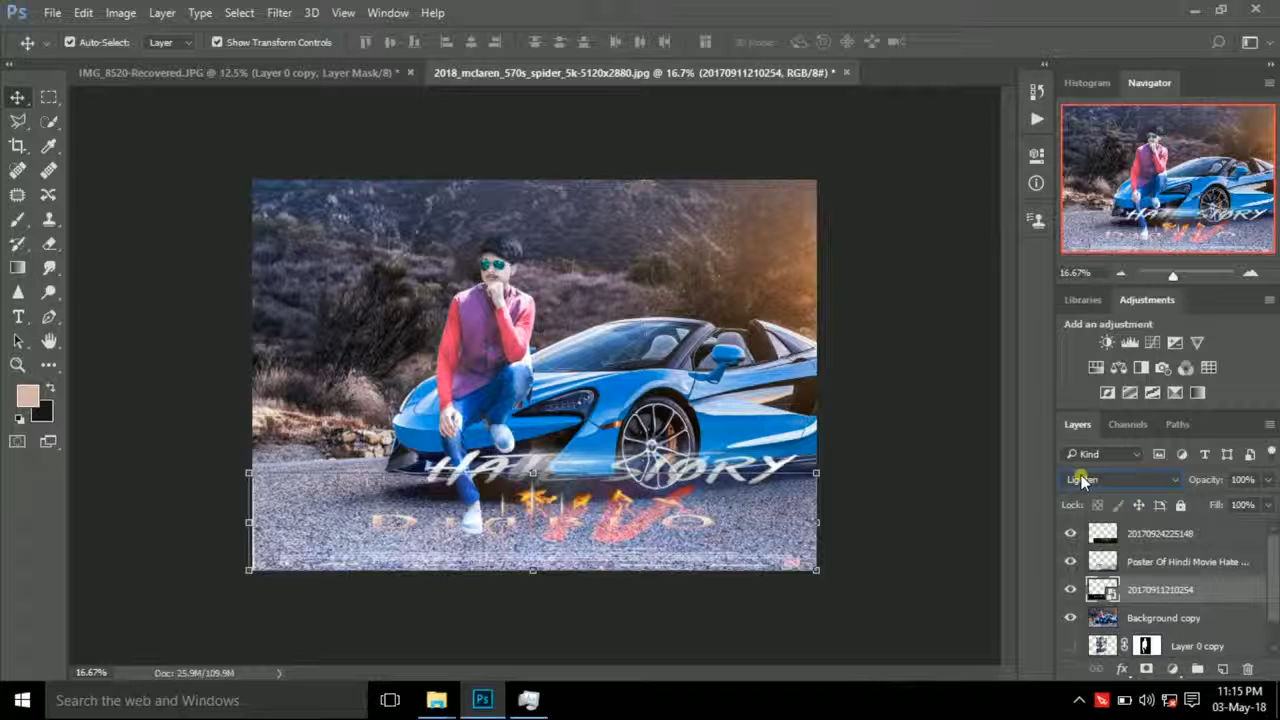 Ps File Edit Image Layer Type Select Filter 3D View Window Help
Auto-Select: Layer Show Transform Controls
IMG_8520-Recovered.JPG @ 12.5% (Layer 0 copy, Layer Mask/8) * × 2018_mclaren_570s_spider_5k-5120x2880.jpg @ 16.7% (20170911210254, RGB/8#) * ×
Histogram Navigator
16.67%
Libraries Adjustments
Add an adjustment
Layers Channels Paths
Kind
Lighten Opacity: 100%
Lock: Fill: 100%
20170924225148
Poster Of Hindi Movie Hate ...
20170911210254
Background copy
Layer 0 copy
HATE STORY
IV
16.67% Doc: 25.9M/109.9M
Search the web and Windows
Ps
11:15 PM
03-May-18